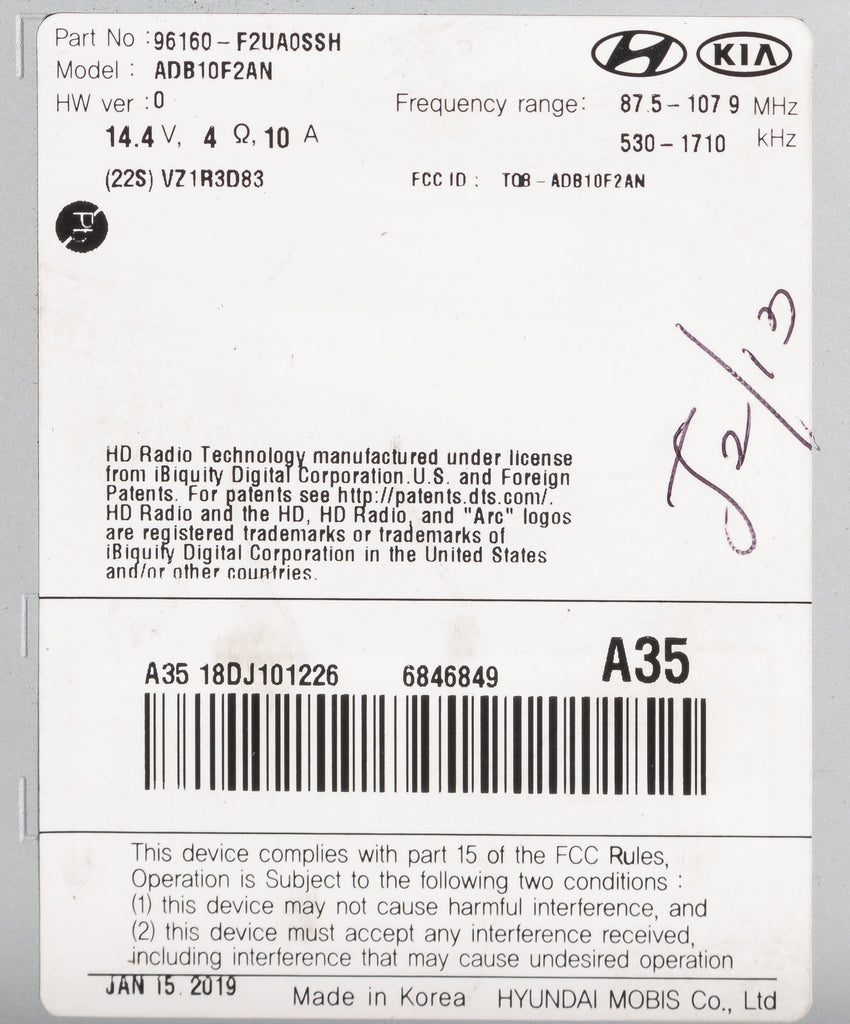 Part No : 96160 - F2UA0SSH
KIA
Model : ADB10F2AN
HW ver : 0
Frequency range: 87.5 - 107 9 MHz
14.4 V, 4 Ω, 10 A
530 - 1710 kHz
(22S) VZ1R3D83
FCC ID : TQ8 - ADB10F2AN
Pb
J2/13
HD Radio Technology manufactured under license
from iBiquity Digital Corporation.U.S. and Foreign
Patents. For patents see http://patents.dts.com/.
HD Radio and the HD, HD Radio, and "Arc" logos
are registered trademarks or trademarks of
iBiquity Digital Corporation in the United States
and/or other countries.
A35 18DJ101226 6846849 A35
This device complies with part 15 of the FCC Rules,
Operation is Subject to the following two conditions :
(1) this device may not cause harmful interference, and
(2) this device must accept any interference received,
including interference that may cause undesired operation
JAN 15. 2019
Made in Korea HYUNDAI MOBIS Co., Ltd